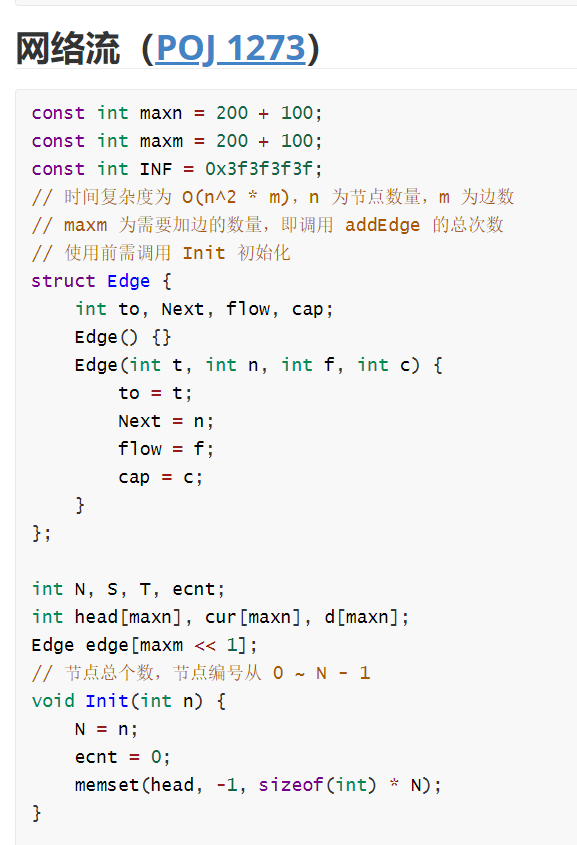 网络流（POJ 1273）
const int maxn = 200 + 100;
const int maxm = 200 + 100;
const int INF = 0x3f3f3f3f;
// 时间复杂度为 O(n^2 * m)，n 为节点数量，m 为边数
// maxm 为需要加边的数量，即调用 addEdge 的总次数
// 使用前需调用 Init 初始化
struct Edge {
    int to, Next, flow, cap;
    Edge() {}
    Edge(int t, int n, int f, int c) {
        to = t;
        Next = n;
        flow = f;
        cap = c;
    }
};

int N, S, T, ecnt;
int head[maxn], cur[maxn], d[maxn];
Edge edge[maxm << 1];
// 节点总个数，节点编号从 0 ~ N - 1
void Init(int n) {
    N = n;
    ecnt = 0;
    memset(head, -1, sizeof(int) * N);
}